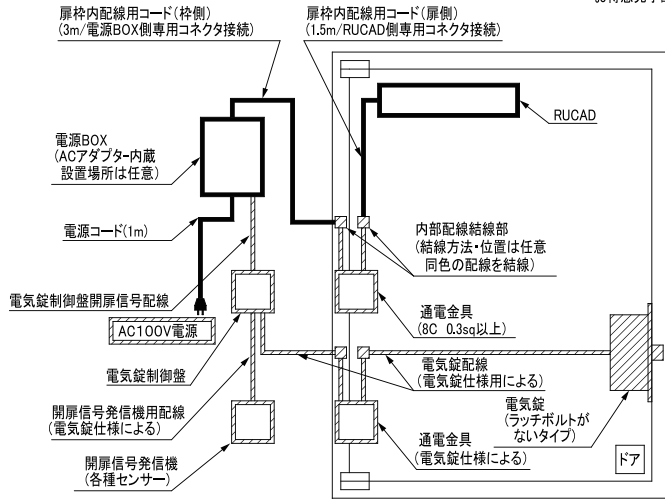 扉枠内配線用コード(枠側)
(3m/電源BOX側専用コネクタ接続)
扉枠内配線用コード(扉側)
(1.5m/RUCAD側専用コネクタ接続)
RUCAD
電源BOX
(ACアダプター内蔵
設置場所は任意)
電源コード(1m)
内部配線結線部
(結線方法・位置は任意
同色の配線を結線)
電気錠制御盤開扉信号配線
AC100V電源
通電金具
(8C 0.3sq以上)
電気錠制御盤
電気錠配線
(電気錠仕様用による)
開扉信号発信機用配線
(電気錠仕様による)
電気錠
(ラッチボルトが
ないタイプ)
通電金具
(電気錠仕様による)
開扉信号発信機
(各種センサー)
ドア